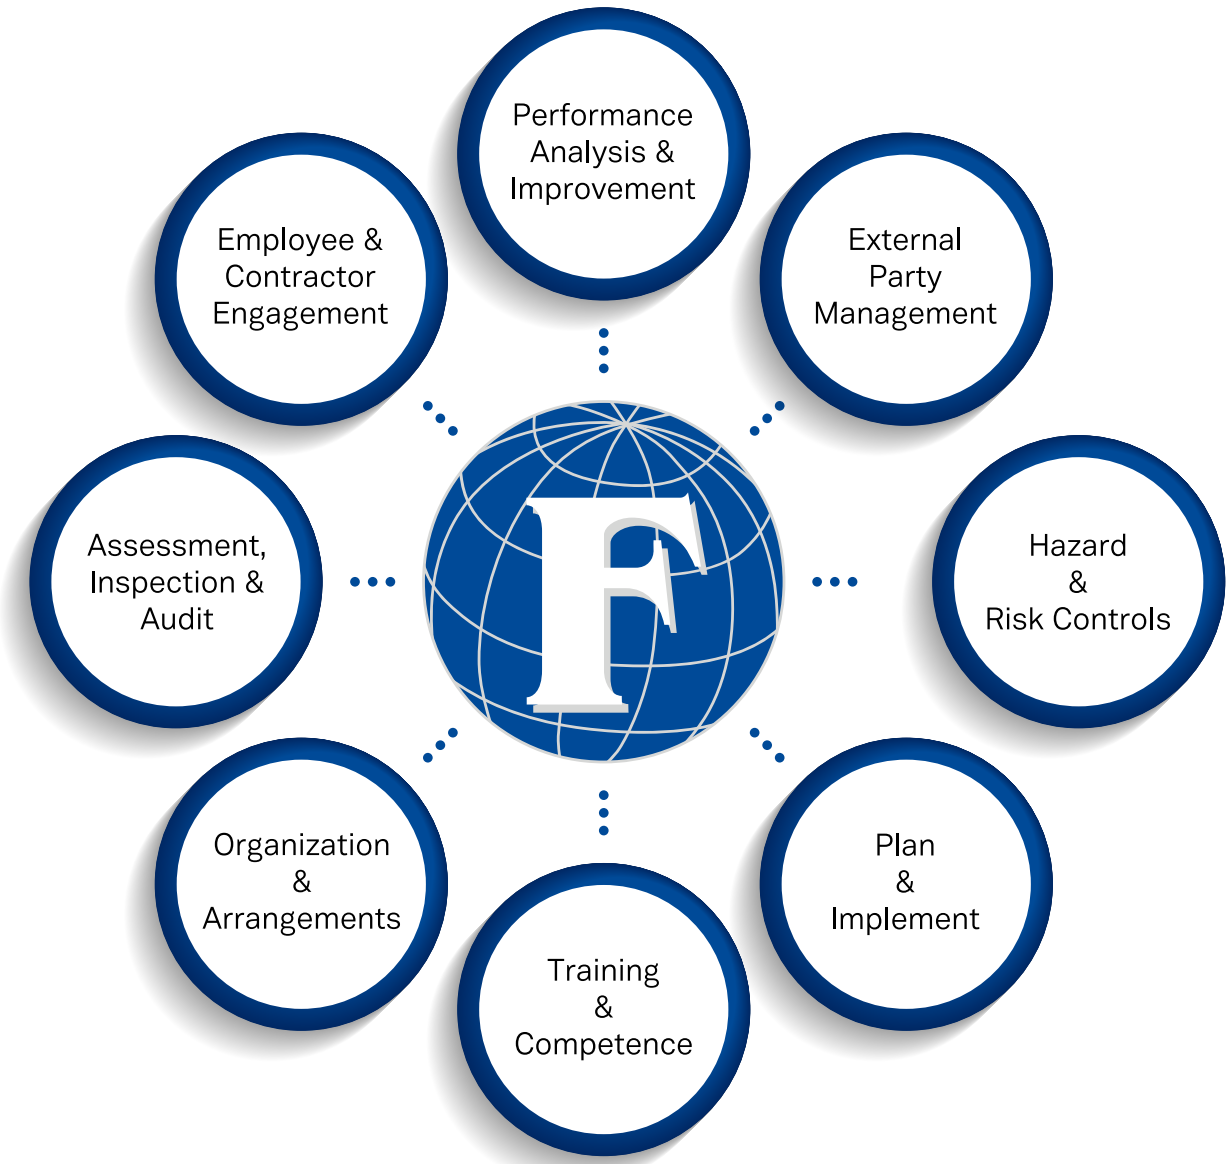 Performance
Analysis &
Improvement
External
Party
Management
Hazard
&
Risk Controls
Plan
&
Implement
Training
&
Competence
Organization
&
Arrangements
Assessment,
Inspection &
Audit
Employee &
Contractor
Engagement
F